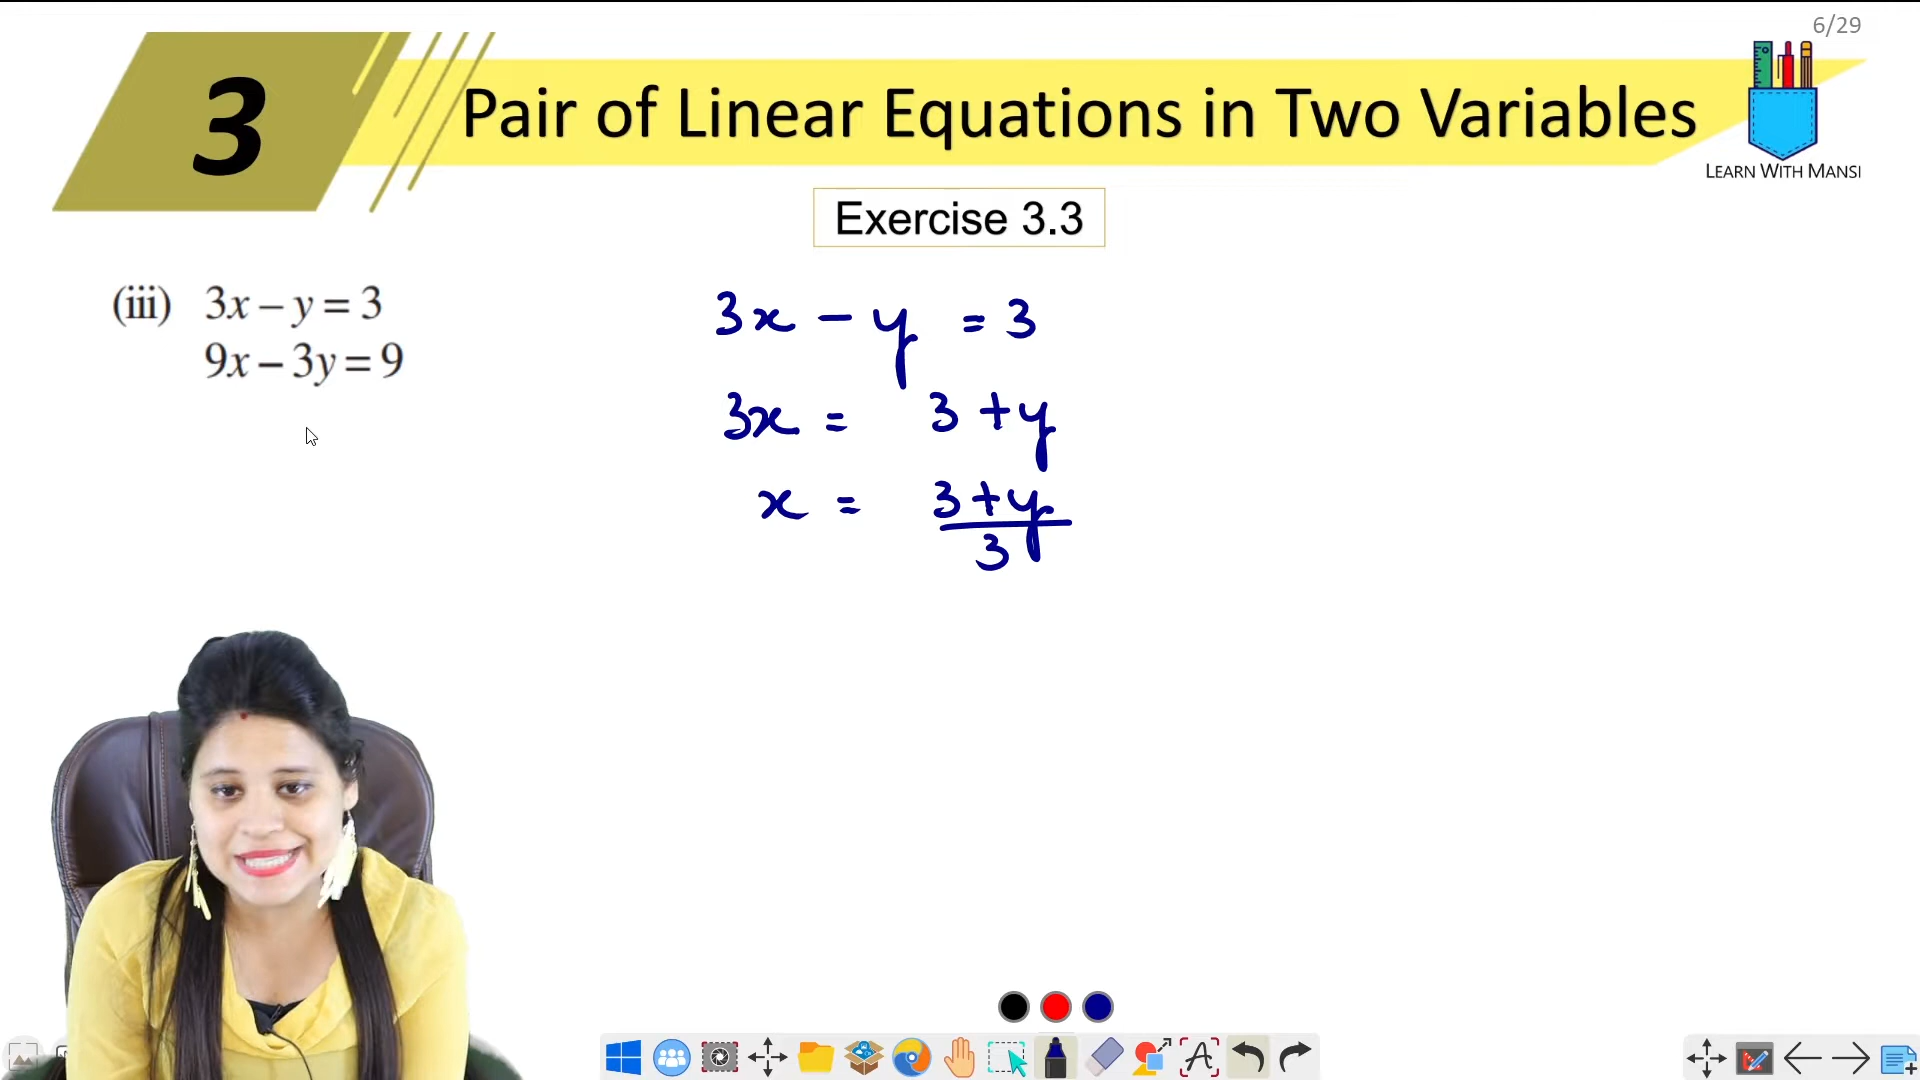 6/29
3
Pair of Linear Equations in Two Variables
LEARN WITH MANSI
Exercise 3.3
(iii) 3x – y = 3
9x – 3y = 9
3x – y = 3
3x = 3 + y
x = 3 + y
3